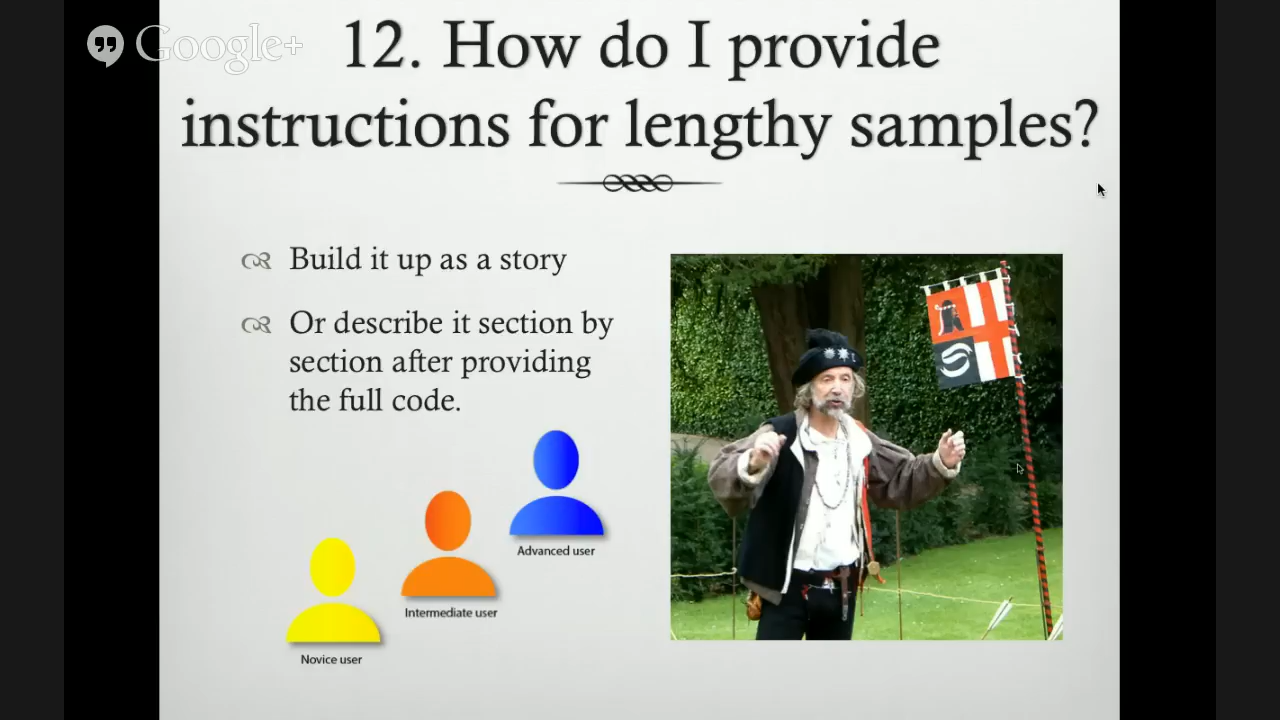 Google+
12. How do I provide
instructions for lengthy samples?
Build it up as a story
Or describe it section by
section after providing
the full code.
Advanced user
Intermediate user
Novice user